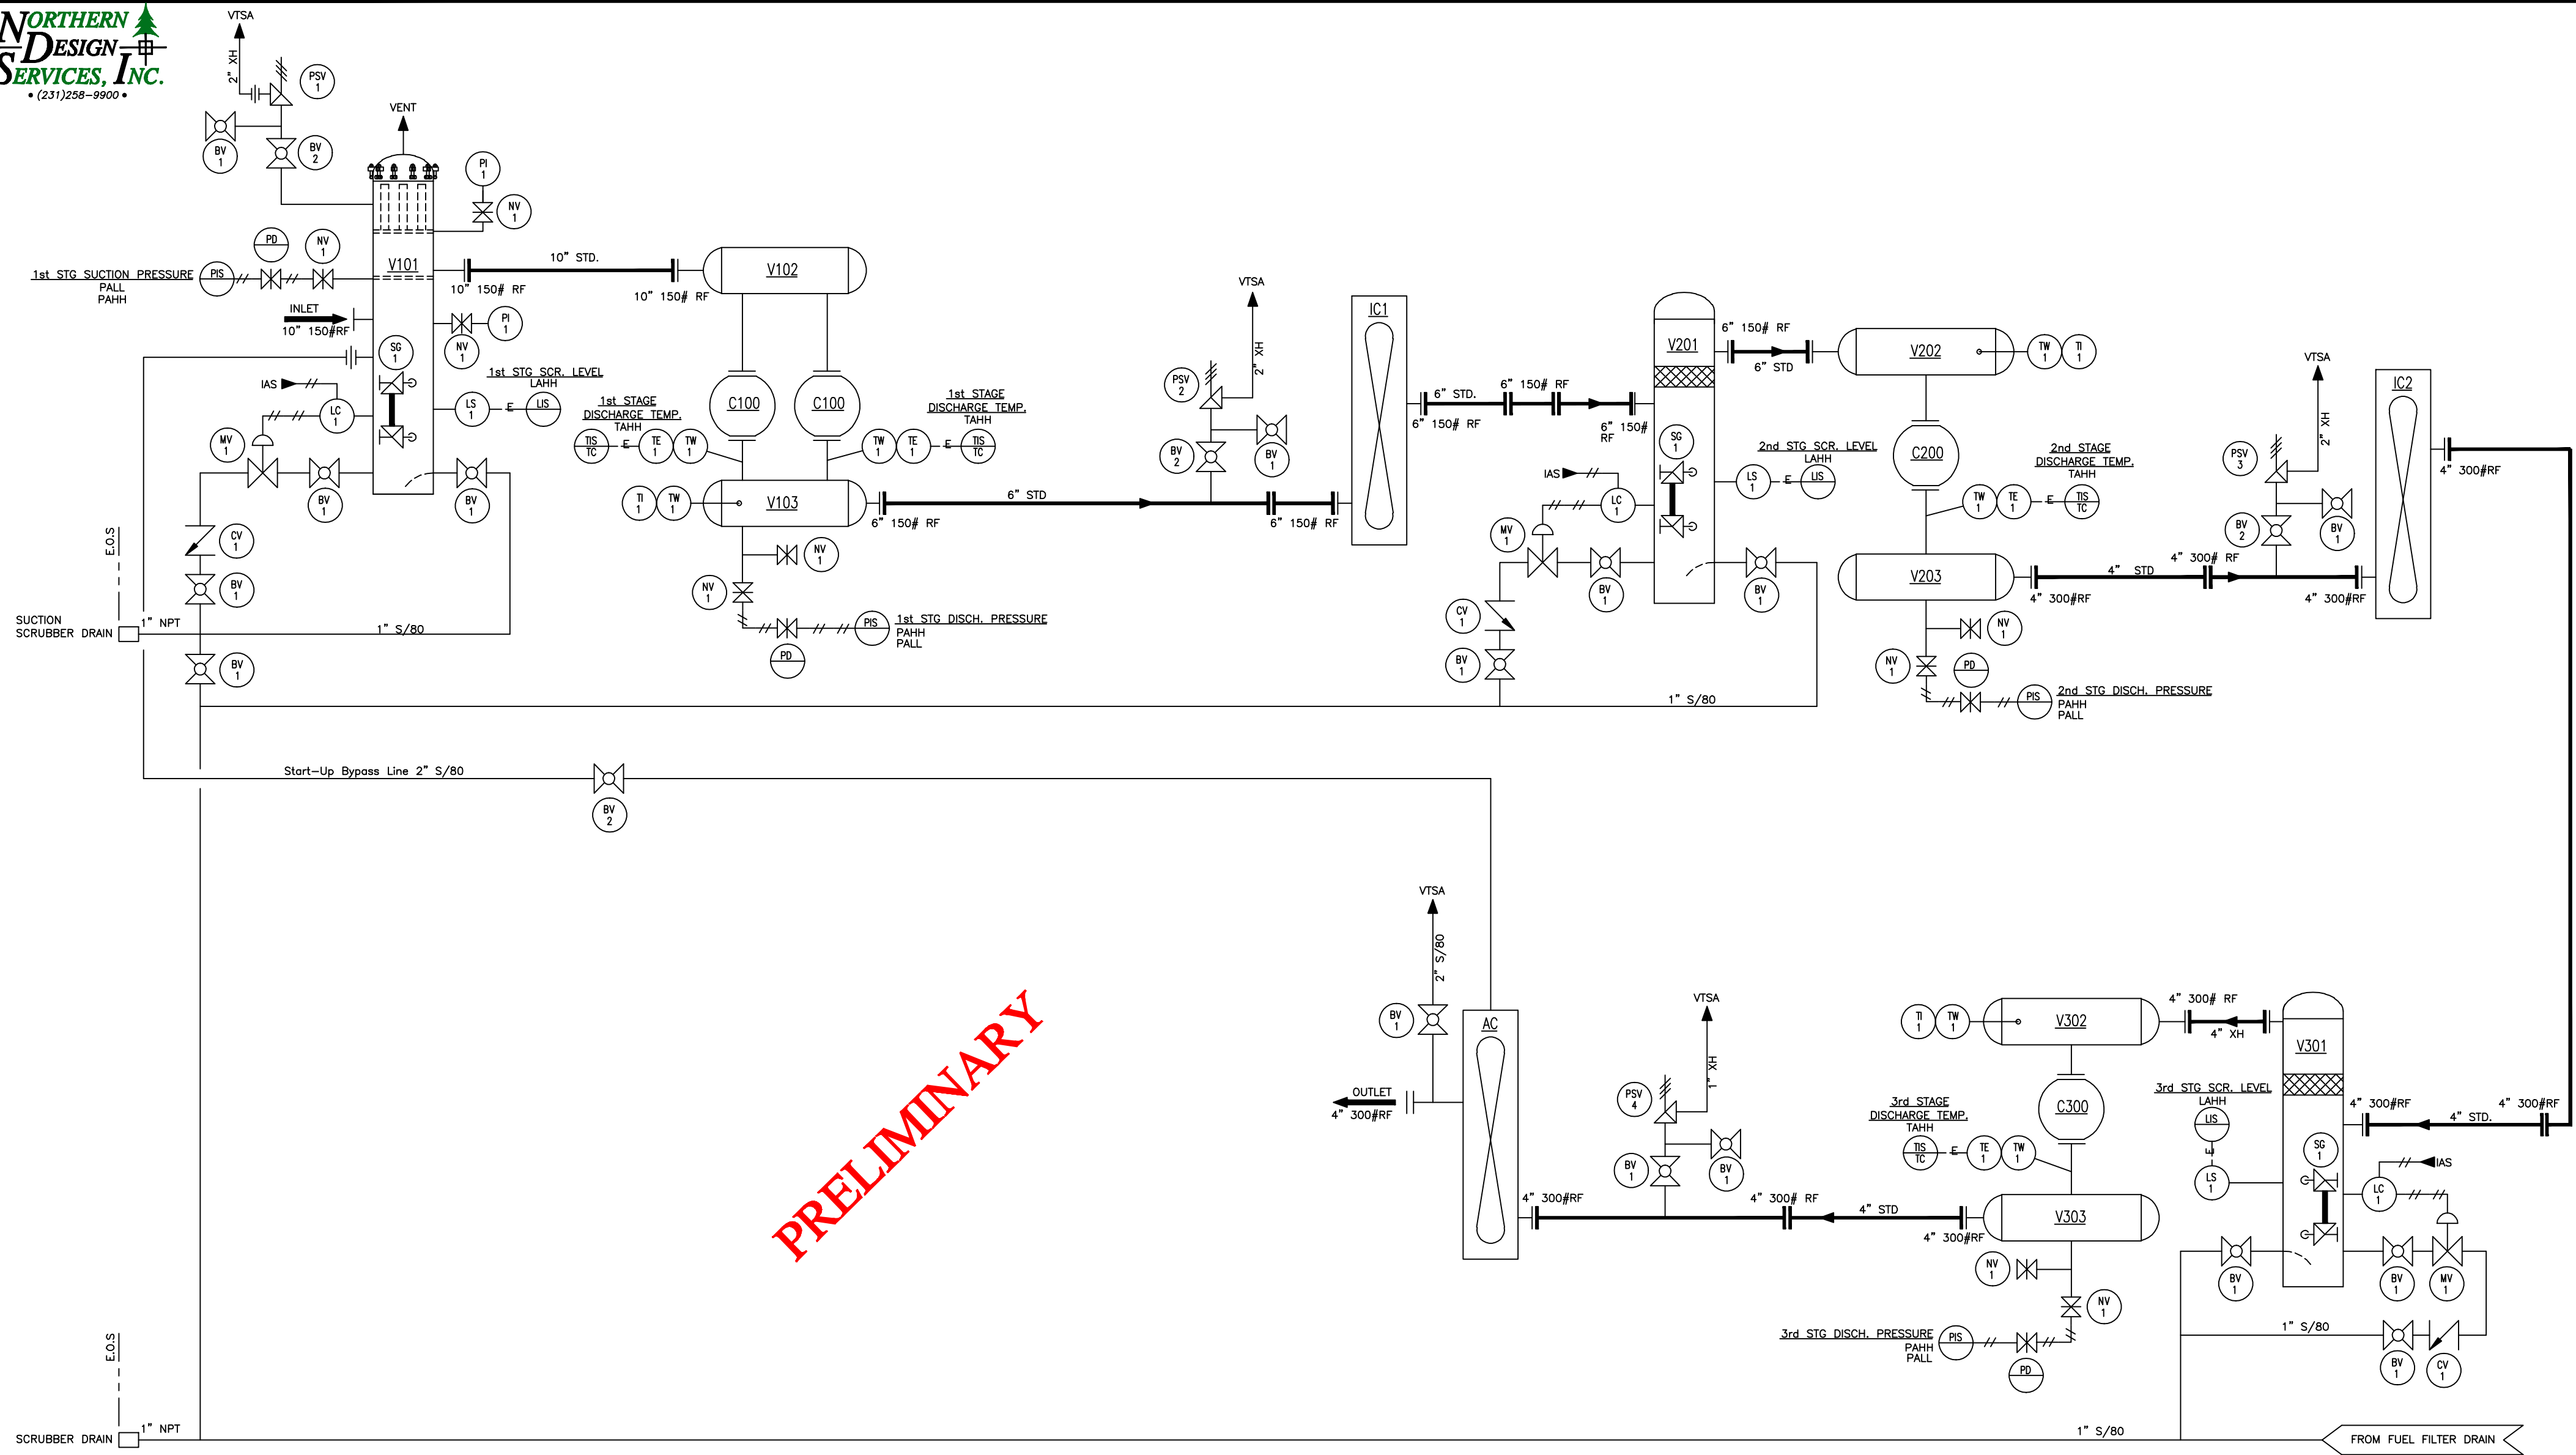 NORTHERN
DESIGN
SERVICES, INC.
• (231)258-9900 •
VTSA
2" XH
PSV
1
BV
1
BV
2
VENT
PI
1
NV
1
PD
NV
1
1st STG SUCTION PRESSURE
PALL
PAHH
PIS
V101
INLET
10" 150#RF
NV
1
PI
1
SG
1
IAS
LC
1
1st STG SCR. LEVEL
LAHH
LS
1
E
LIS
MV
1
BV
1
BV
1
CV
1
BV
1
E.O.S
SUCTION
SCRUBBER DRAIN
1" NPT
1" S/80
BV
1
10" STD.
10" 150# RF
10" 150# RF
V102
C100
C100
1st STAGE
DISCHARGE TEMP.
TAHH
TIS
TC
E
TE
1
TW
1
1st STAGE
DISCHARGE TEMP.
TAHH
TW
1
TE
1
E
TIS
TC
TI
1
TW
1
V103
6" 150# RF
6" STD
6" 150# RF
NV
1
NV
1
PD
PIS
1st STG DISCH. PRESSURE
PAHH
PALL
VTSA
2" XH
PSV
2
BV
2
BV
1
IC1
6" 150# RF
6" STD.
6" 150# RF
6" 150#
RF
V201
SG
1
IAS
LC
1
MV
1
BV
1
BV
1
CV
1
BV
1
1" S/80
2nd STG SCR. LEVEL
LAHH
LS
1
E
LIS
6" 150# RF
6" STD
V202
TW
1
TI
1
C200
2nd STAGE
DISCHARGE TEMP.
TAHH
TW
1
TE
1
E
TIS
TC
V203
4" 300#RF
4" STD
4" 300# RF
4" 300#RF
NV
1
NV
1
PD
PIS
2nd STG DISCH. PRESSURE
PAHH
PALL
VTSA
2" XH
PSV
3
BV
2
BV
1
IC2
4" 300#RF
Start-Up Bypass Line 2" S/80
BV
2
PRELIMINARY
VTSA
2" S/80
BV
1
AC
OUTLET
4" 300#RF
4" 300#RF
VTSA
1" XH
PSV
4
BV
1
BV
1
4" 300# RF
4" STD
4" 300#RF
TI
1
TW
1
V302
4" 300# RF
4" XH
V301
C300
3rd STAGE
DISCHARGE TEMP.
TAHH
TIS
TC
E
TE
1
TW
1
V303
NV
1
NV
1
3rd STG DISCH. PRESSURE
PAHH
PALL
PIS
PD
3rd STG SCR. LEVEL
LAHH
LIS
E
LS
1
SG
1
4" 300#RF
4" STD.
4" 300#RF
IAS
LC
1
BV
1
BV
1
MV
1
1" S/80
BV
1
CV
1
E.O.S
SCRUBBER DRAIN
1" NPT
1" S/80
FROM FUEL FILTER DRAIN